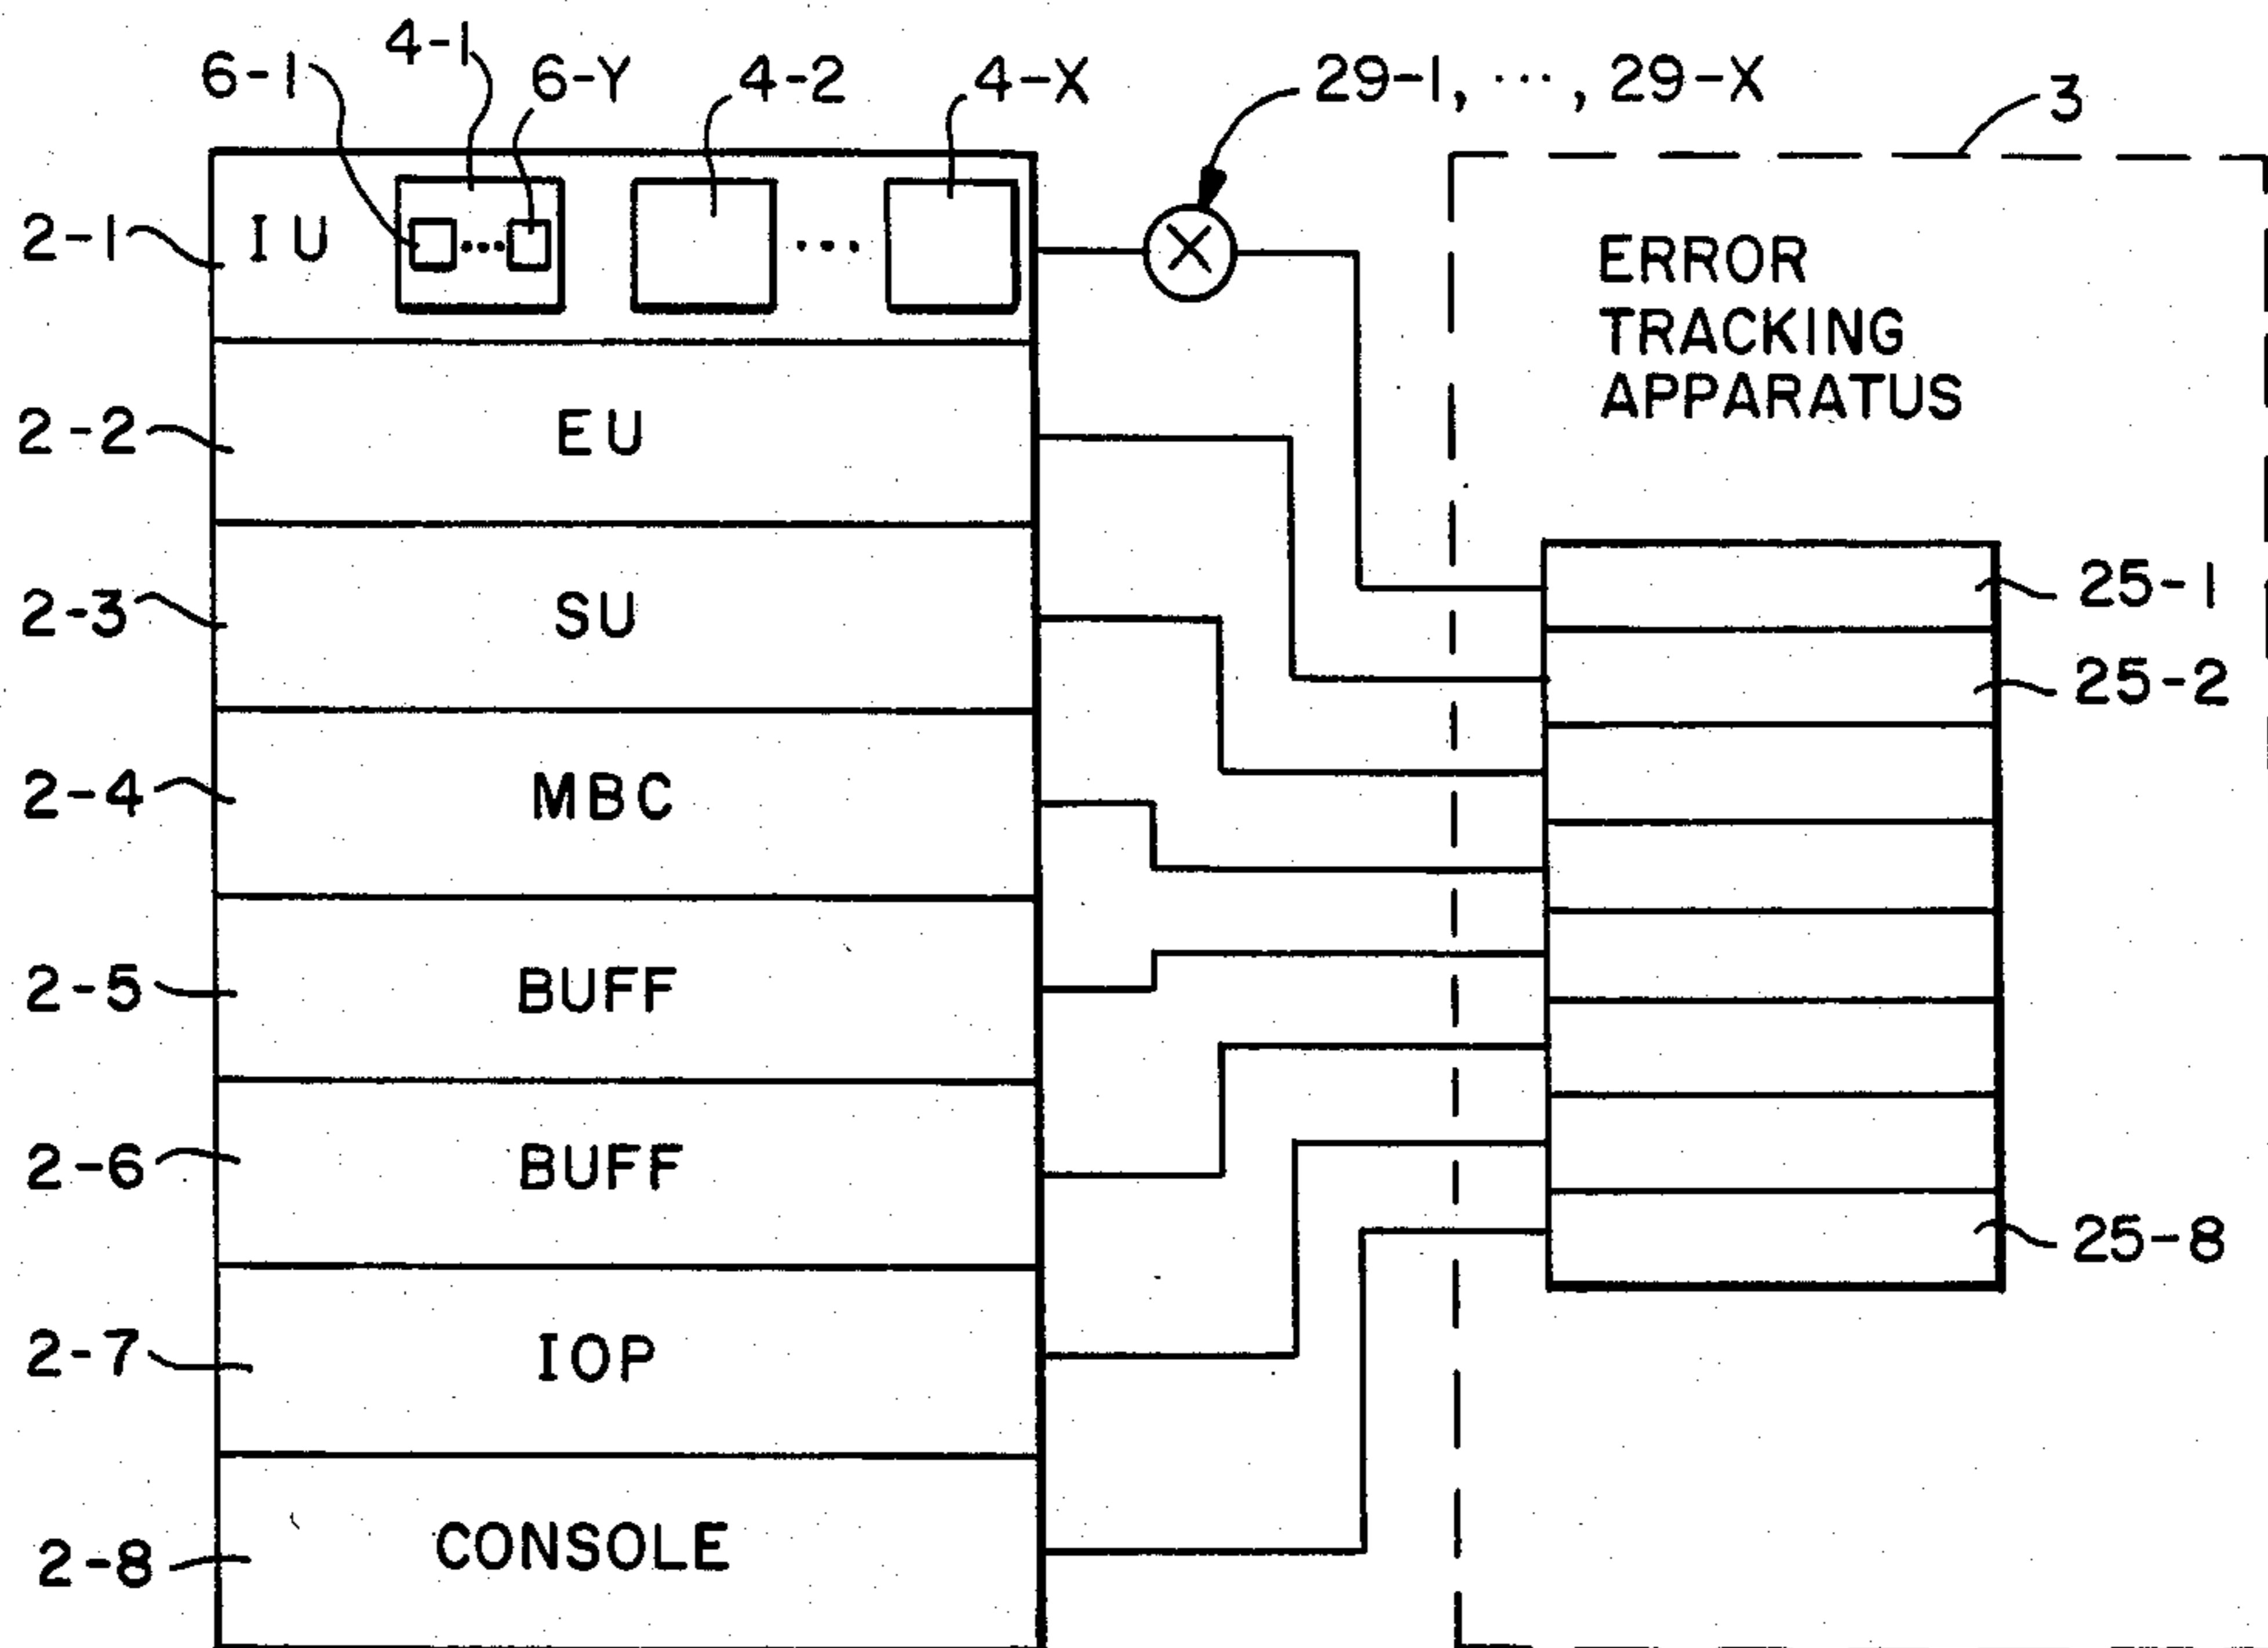 6-1 4-1 6-Y 4-2 4-X 29-1, ..., 29-X 3
2-1 IU ... ... X
ERROR
TRACKING
APPARATUS
2-2 EU
2-3 SU 25-1
25-2
2-4 MBC
2-5 BUFF
2-6 BUFF
25-8
2-7 IOP
2-8 CONSOLE